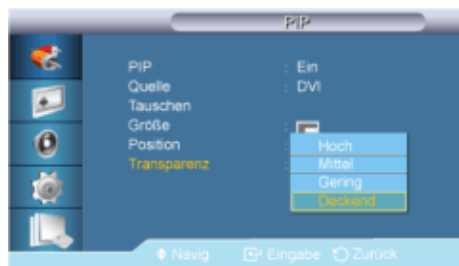 PIP
PIP : Ein
Quelle : DVI
Tauschen
Größe :
Position :
Transparenz :
Hoch
Mittel
Gering
Deckend
Navig. Eingabe Zurück